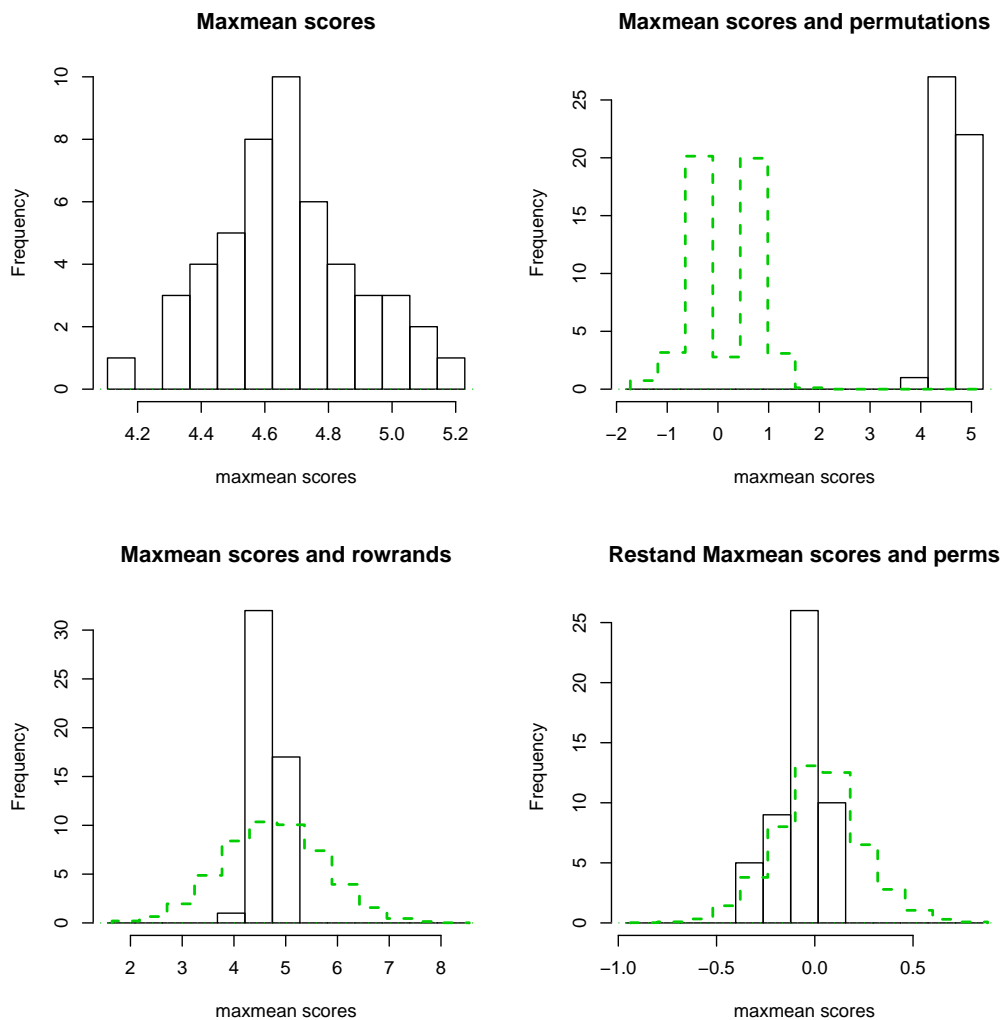 Maxmean scores
Frequency
0 2 4 6 8 10
4.2 4.4 4.6 4.8 5.0 5.2
maxmean scores
Maxmean scores and permutations
Frequency
0 5 10 15 20 25
−2 −1 0 1 2 3 4 5
maxmean scores
Maxmean scores and rowrands
Frequency
0 5 10 15 20 25 30
2 3 4 5 6 7 8
maxmean scores
Restand Maxmean scores and perms
Frequency
0 5 10 15 20 25
−1.0 −0.5 0.0 0.5
maxmean scores